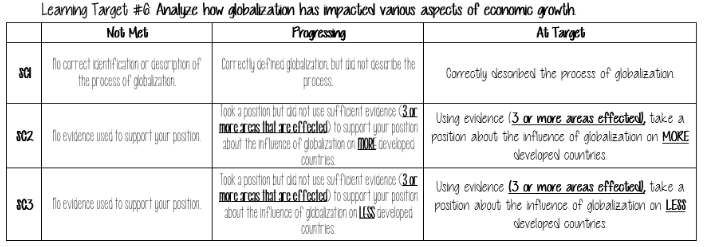 Learning Target #6: Analyze how globalization has impacted various aspects of economic growth.
Not Met
Progressing
At Target
SC1
No correct identification or description of
the process of globalization.
Correctly defined globalization, but did not describe the
process.
Correctly described the process of globalization.
SC2
No evidence used to support your position.
Took a position but did not use sufficient evidence (3 or
more areas that are effected) to support your position
about the influence of globalization on MORE developed
countries.
Using evidence (3 or more areas effected), take a
position about the influence of globalization on MORE
developed countries.
SC3
No evidence used to support your position.
Took a position but did not use sufficient evidence (3 or
more areas that are effected) to support your position
about the influence of globalization on LESS developed
countries.
Using evidence (3 or more areas effected), take a
position about the influence of globalization on LESS
developed countries.